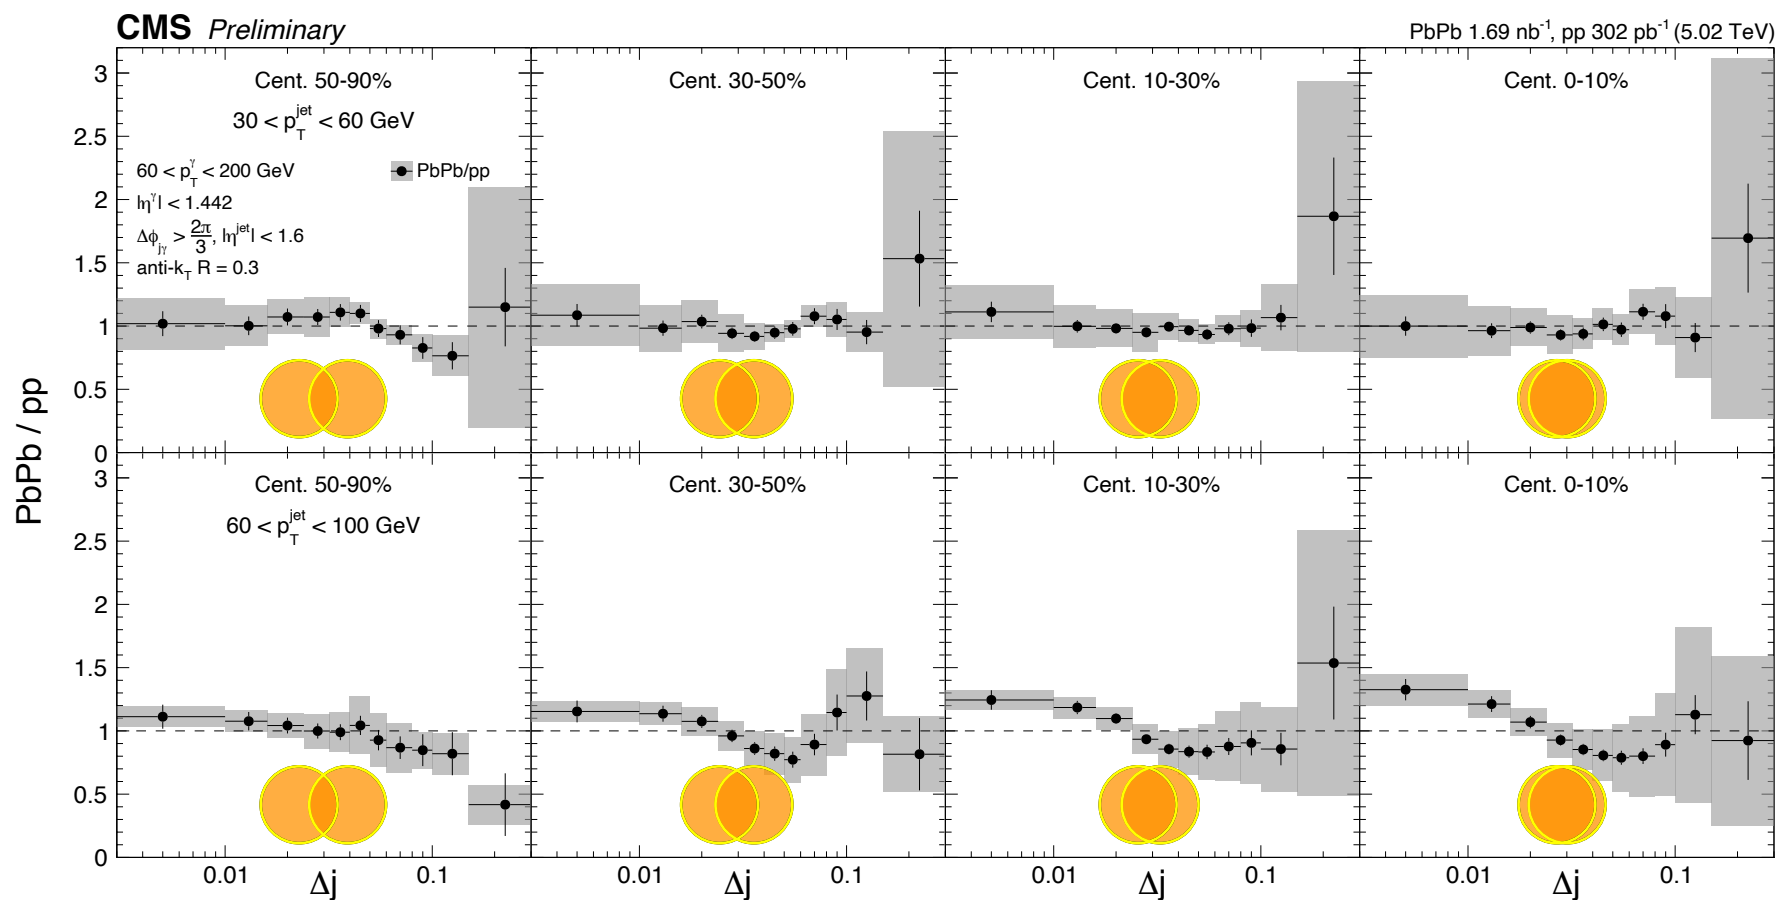 CMS Preliminary
PbPb 1.69 nb⁻¹, pp 302 pb⁻¹ (5.02 TeV)
Cent. 50-90%
Cent. 30-50%
Cent. 10-30%
Cent. 0-10%
30 < p_T^jet < 60 GeV
60 < p_T^γ < 200 GeV
PbPb/pp
|η^γ| < 1.442
Δφ_jγ > 2π/3, |η^jet| < 1.6
anti-k_T R = 0.3
3
2.5
2
1.5
1
0.5
0
PbPb / pp
Cent. 50-90%
Cent. 30-50%
Cent. 10-30%
Cent. 0-10%
60 < p_T^jet < 100 GeV
3
2.5
2
1.5
1
0.5
0
0.01 0.1 0.01 0.1 0.01 0.1 0.01 0.1
Δj Δj Δj Δj